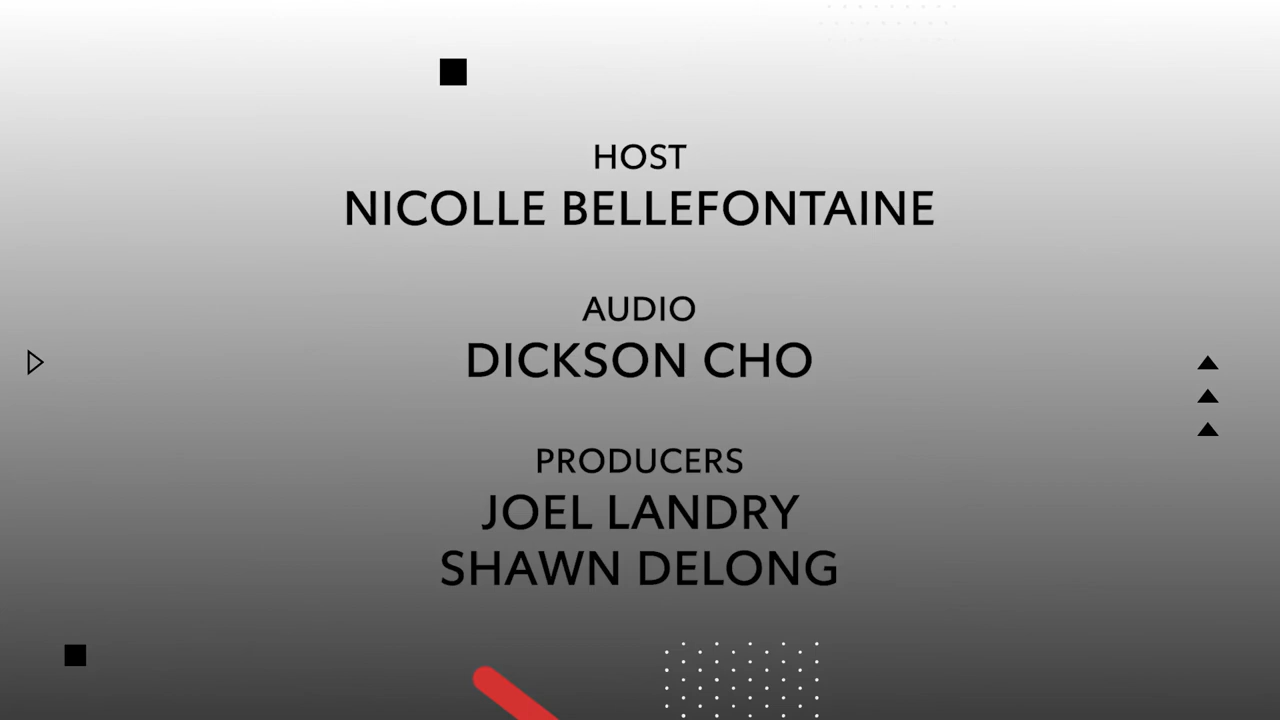 HOST
NICOLLE BELLEFONTAINE
AUDIO
DICKSON CHO
PRODUCERS
JOEL LANDRY
SHAWN DELONG